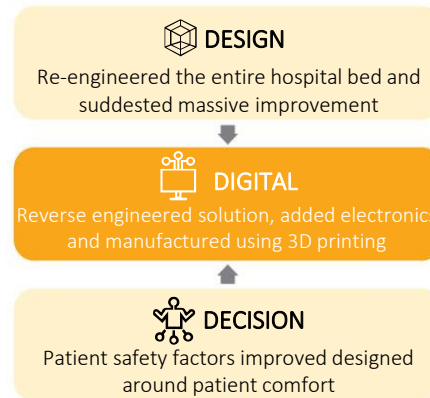 DESIGN
Re-engineered the entire hospital bed and
suddested massive improvement
DIGITAL
Reverse engineered solution, added electronics
and manufactured using 3D printing
DECISION
Patient safety factors improved designed
around patient comfort